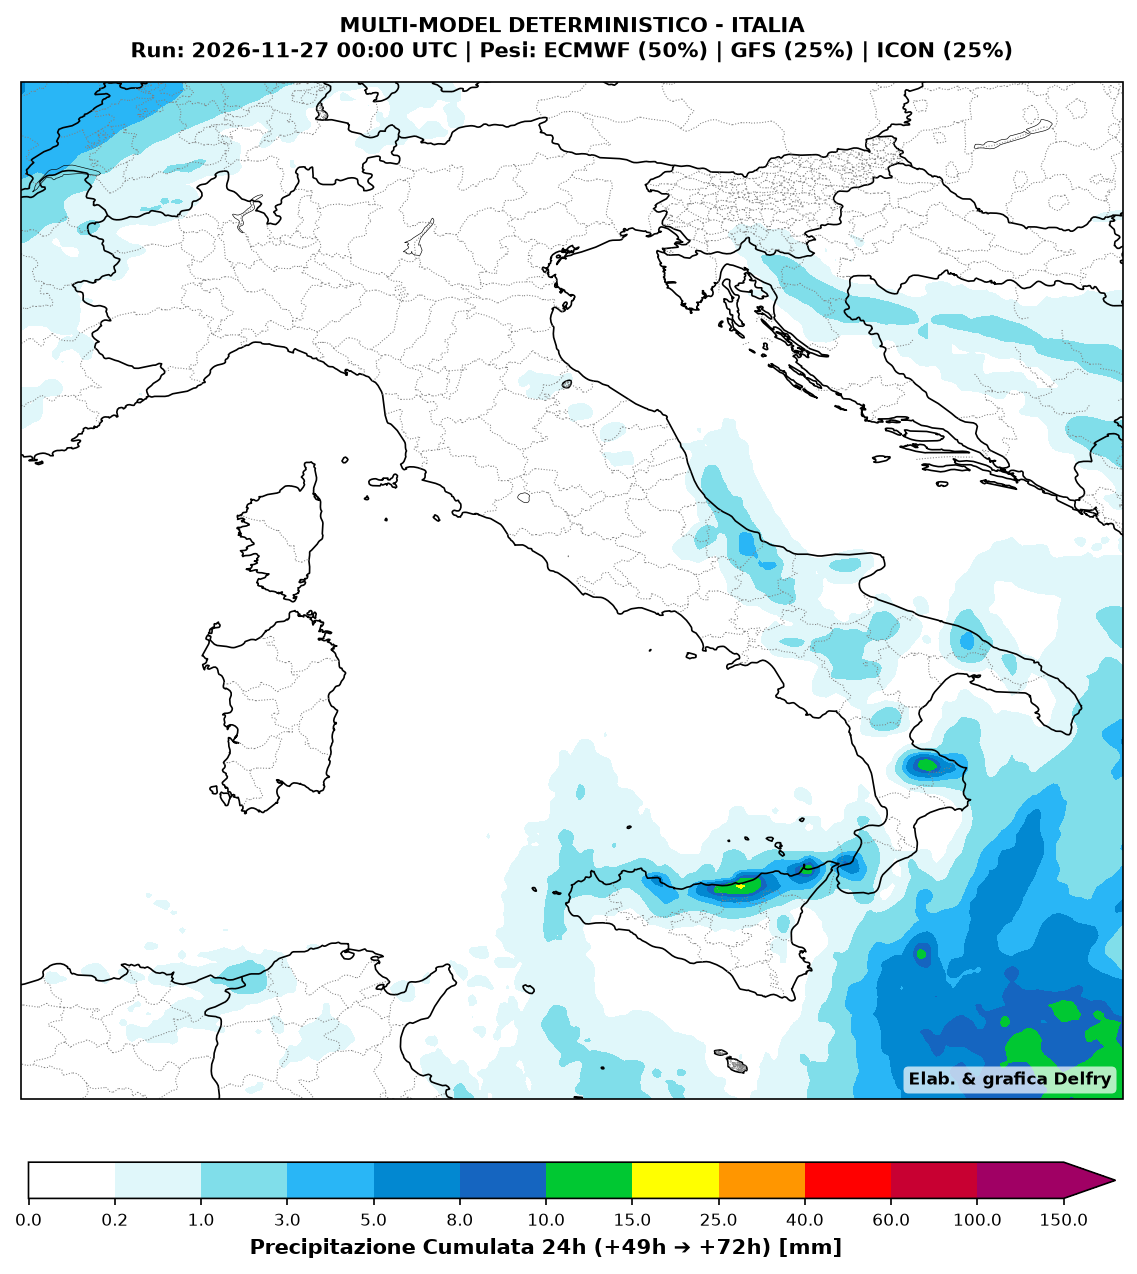 MULTI-MODEL DETERMINISTICO - ITALIA
Run: 2026-11-27 00:00 UTC | Pesi: ECMWF (50%) | GFS (25%) | ICON (25%)
Elab. & grafica Delfry
0.0 0.2 1.0 3.0 5.0 8.0 10.0 15.0 25.0 40.0 60.0 100.0 150.0
Precipitazione Cumulata 24h (+49h → +72h) [mm]